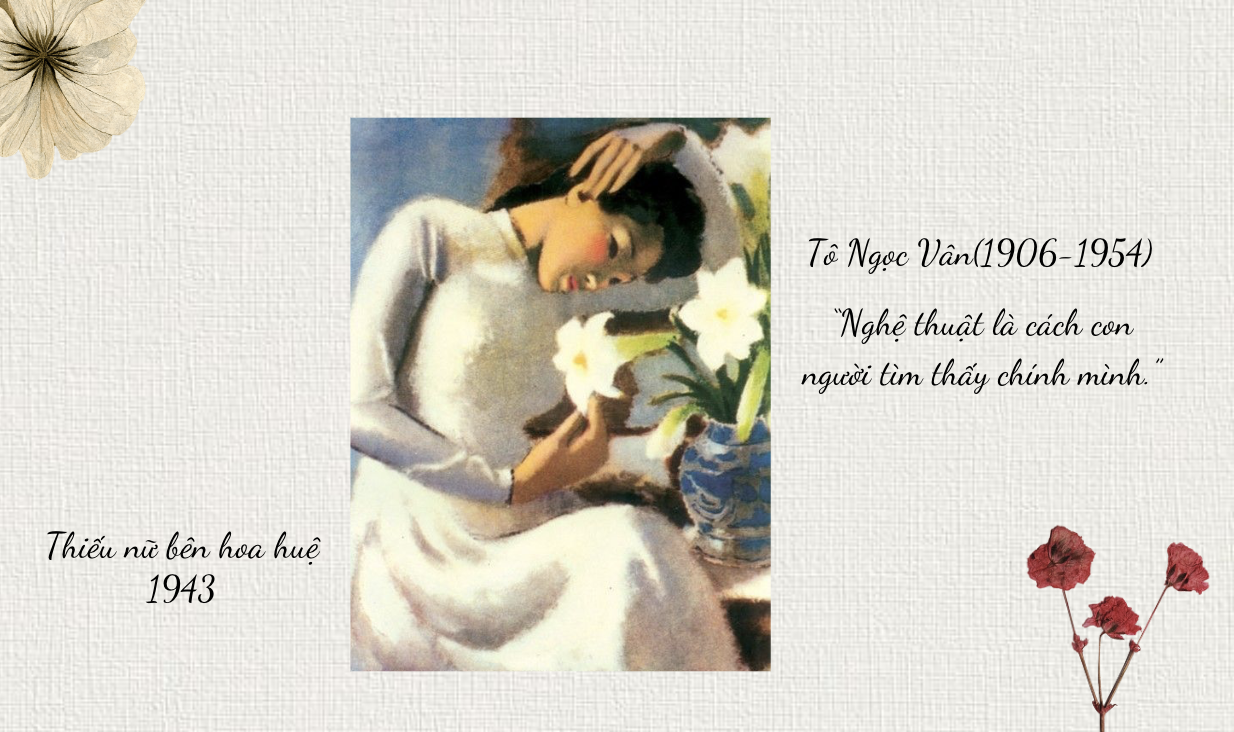 Tô Ngọc Vân(1906-1954)
“Nghệ thuật là cách con
người tìm thấy chính mình.”
Thiếu nữ bên hoa huệ
1943